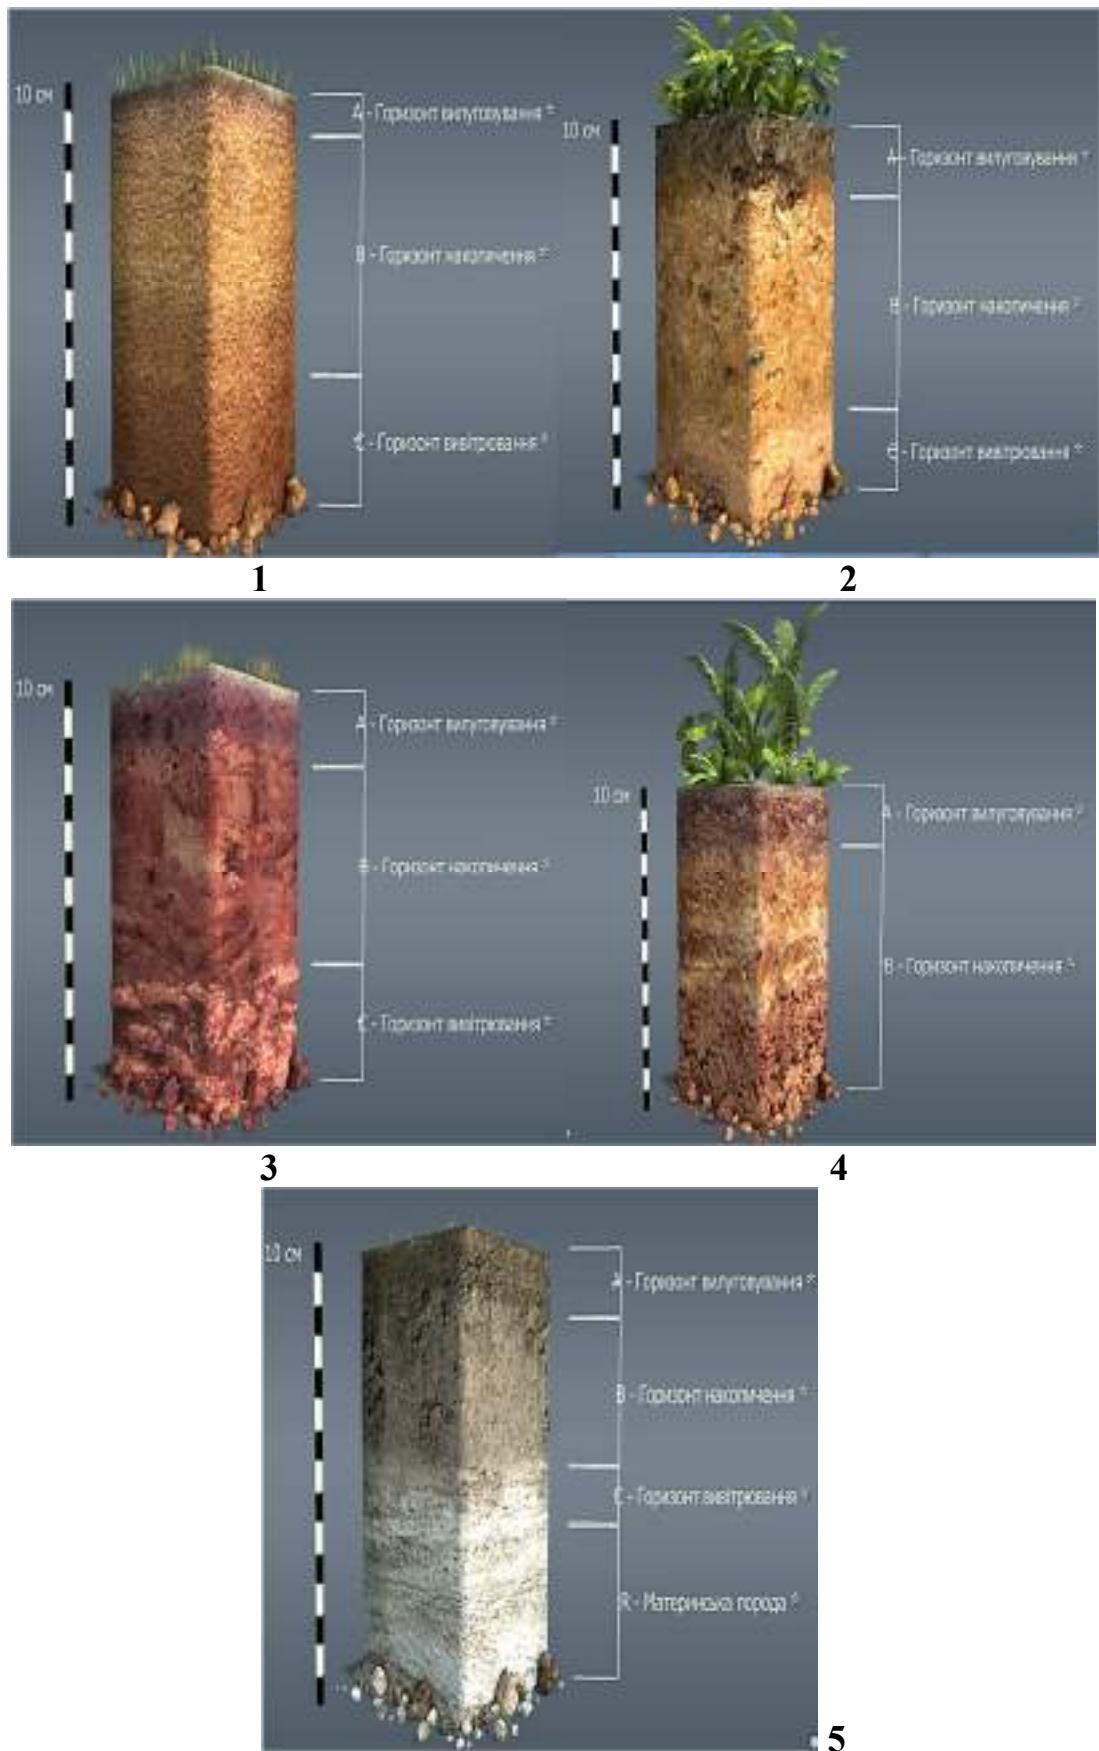 10 см
А - Горизонт вилуговування
В - Горизонт накопичення
С - Горизонт вивітрювання
1
10 см
А - Горизонт вилуговування
В - Горизонт накопичення
С - Горизонт вивітрювання
2
10 см
А - Горизонт вилуговування
В - Горизонт накопичення
С - Горизонт вивітрювання
3
10 см
А - Горизонт вилуговування
В - Горизонт накопичення
4
10 см
А - Горизонт вилуговування
В - Горизонт накопичення
С - Горизонт вивітрювання
R - Материнська порода
5